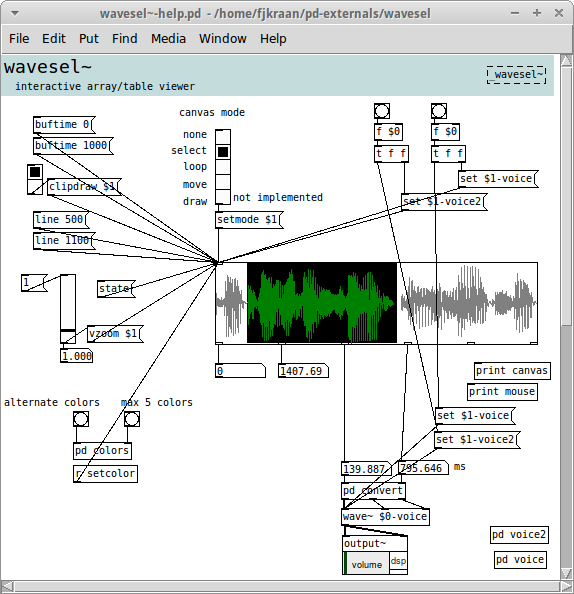 wavesel~-help.pd - /home/fjkraan/pd-externals/wavesel
File Edit Put Find Media Window Help
wavesel~
interactive array/table viewer
_wavesel~
buftime 0
buftime 1000
clipdraw $1
line 500
line 1100
canvas mode
none
select
loop
move
draw
not implemented
setmode $1
f $0
f $0
t f f
t f f
set $1-voice
set $1-voice2
1
state
vzoom $1
1.000
0
1407.69
print canvas
print mouse
alternate colors
max 5 colors
pd colors
r setcolor
set $1-voice
set $1-voice2
139.887
795.646
ms
pd convert
wave~ $0-voice
output~
volume
dsp
pd voice2
pd voice